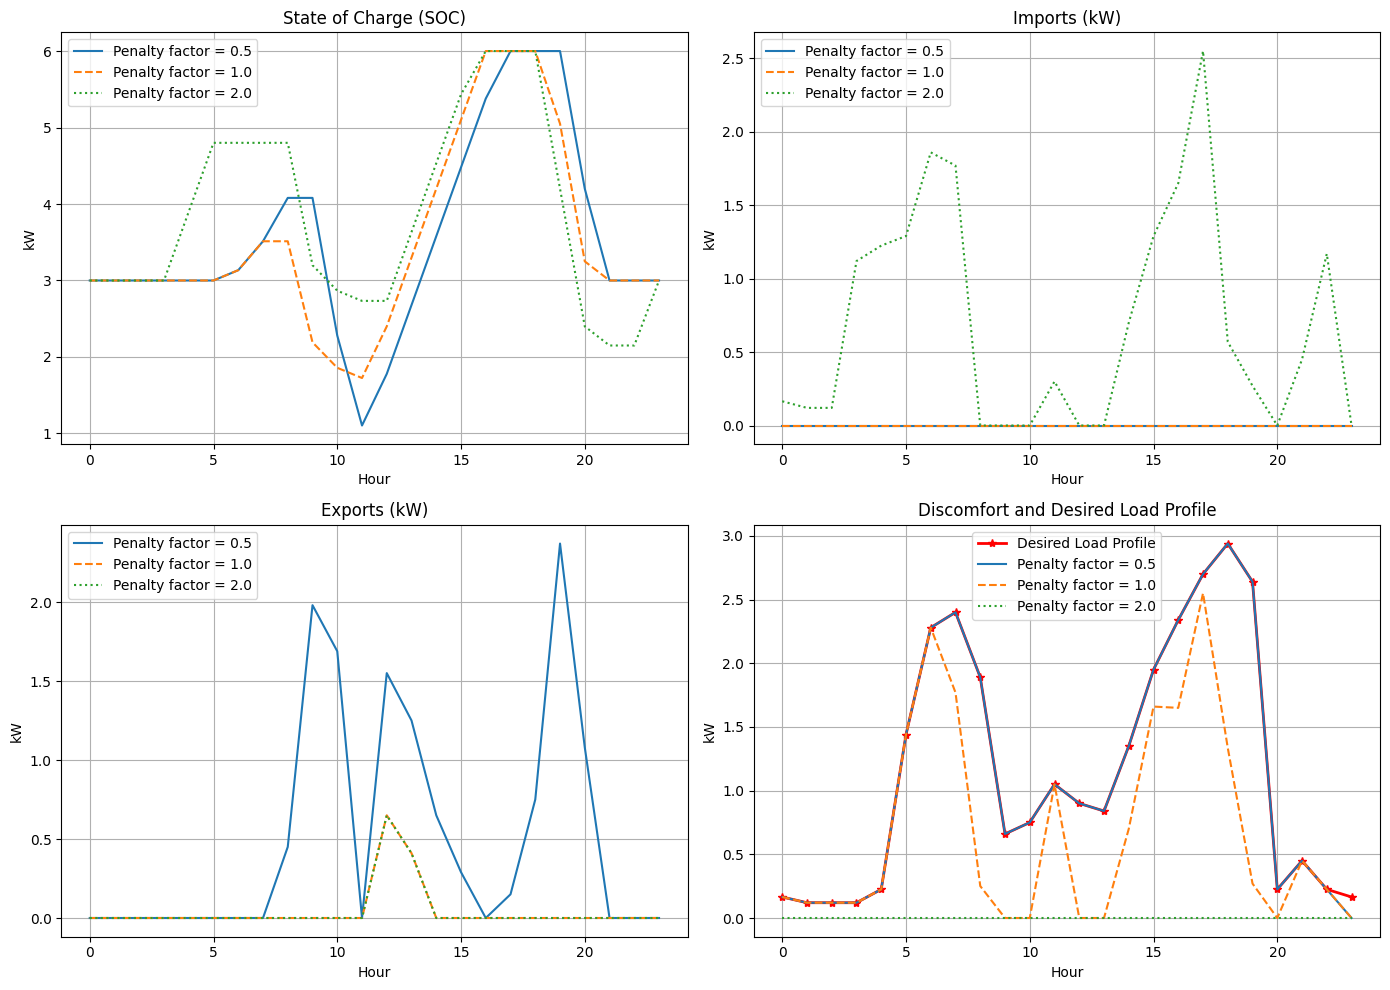 State of Charge (SOC)
Penalty factor = 0.5
Penalty factor = 1.0
Penalty factor = 2.0
6
5
4
3
2
1
kW
0 5 10 15 20
Hour
Imports (kW)
Penalty factor = 0.5
Penalty factor = 1.0
Penalty factor = 2.0
2.5
2.0
1.5
1.0
0.5
0.0
kW
0 5 10 15 20
Hour
Exports (kW)
Penalty factor = 0.5
Penalty factor = 1.0
Penalty factor = 2.0
2.0
1.5
1.0
0.5
0.0
kW
0 5 10 15 20
Hour
Discomfort and Desired Load Profile
Desired Load Profile
Penalty factor = 0.5
Penalty factor = 1.0
Penalty factor = 2.0
3.0
2.5
2.0
1.5
1.0
0.5
0.0
kW
0 5 10 15 20
Hour